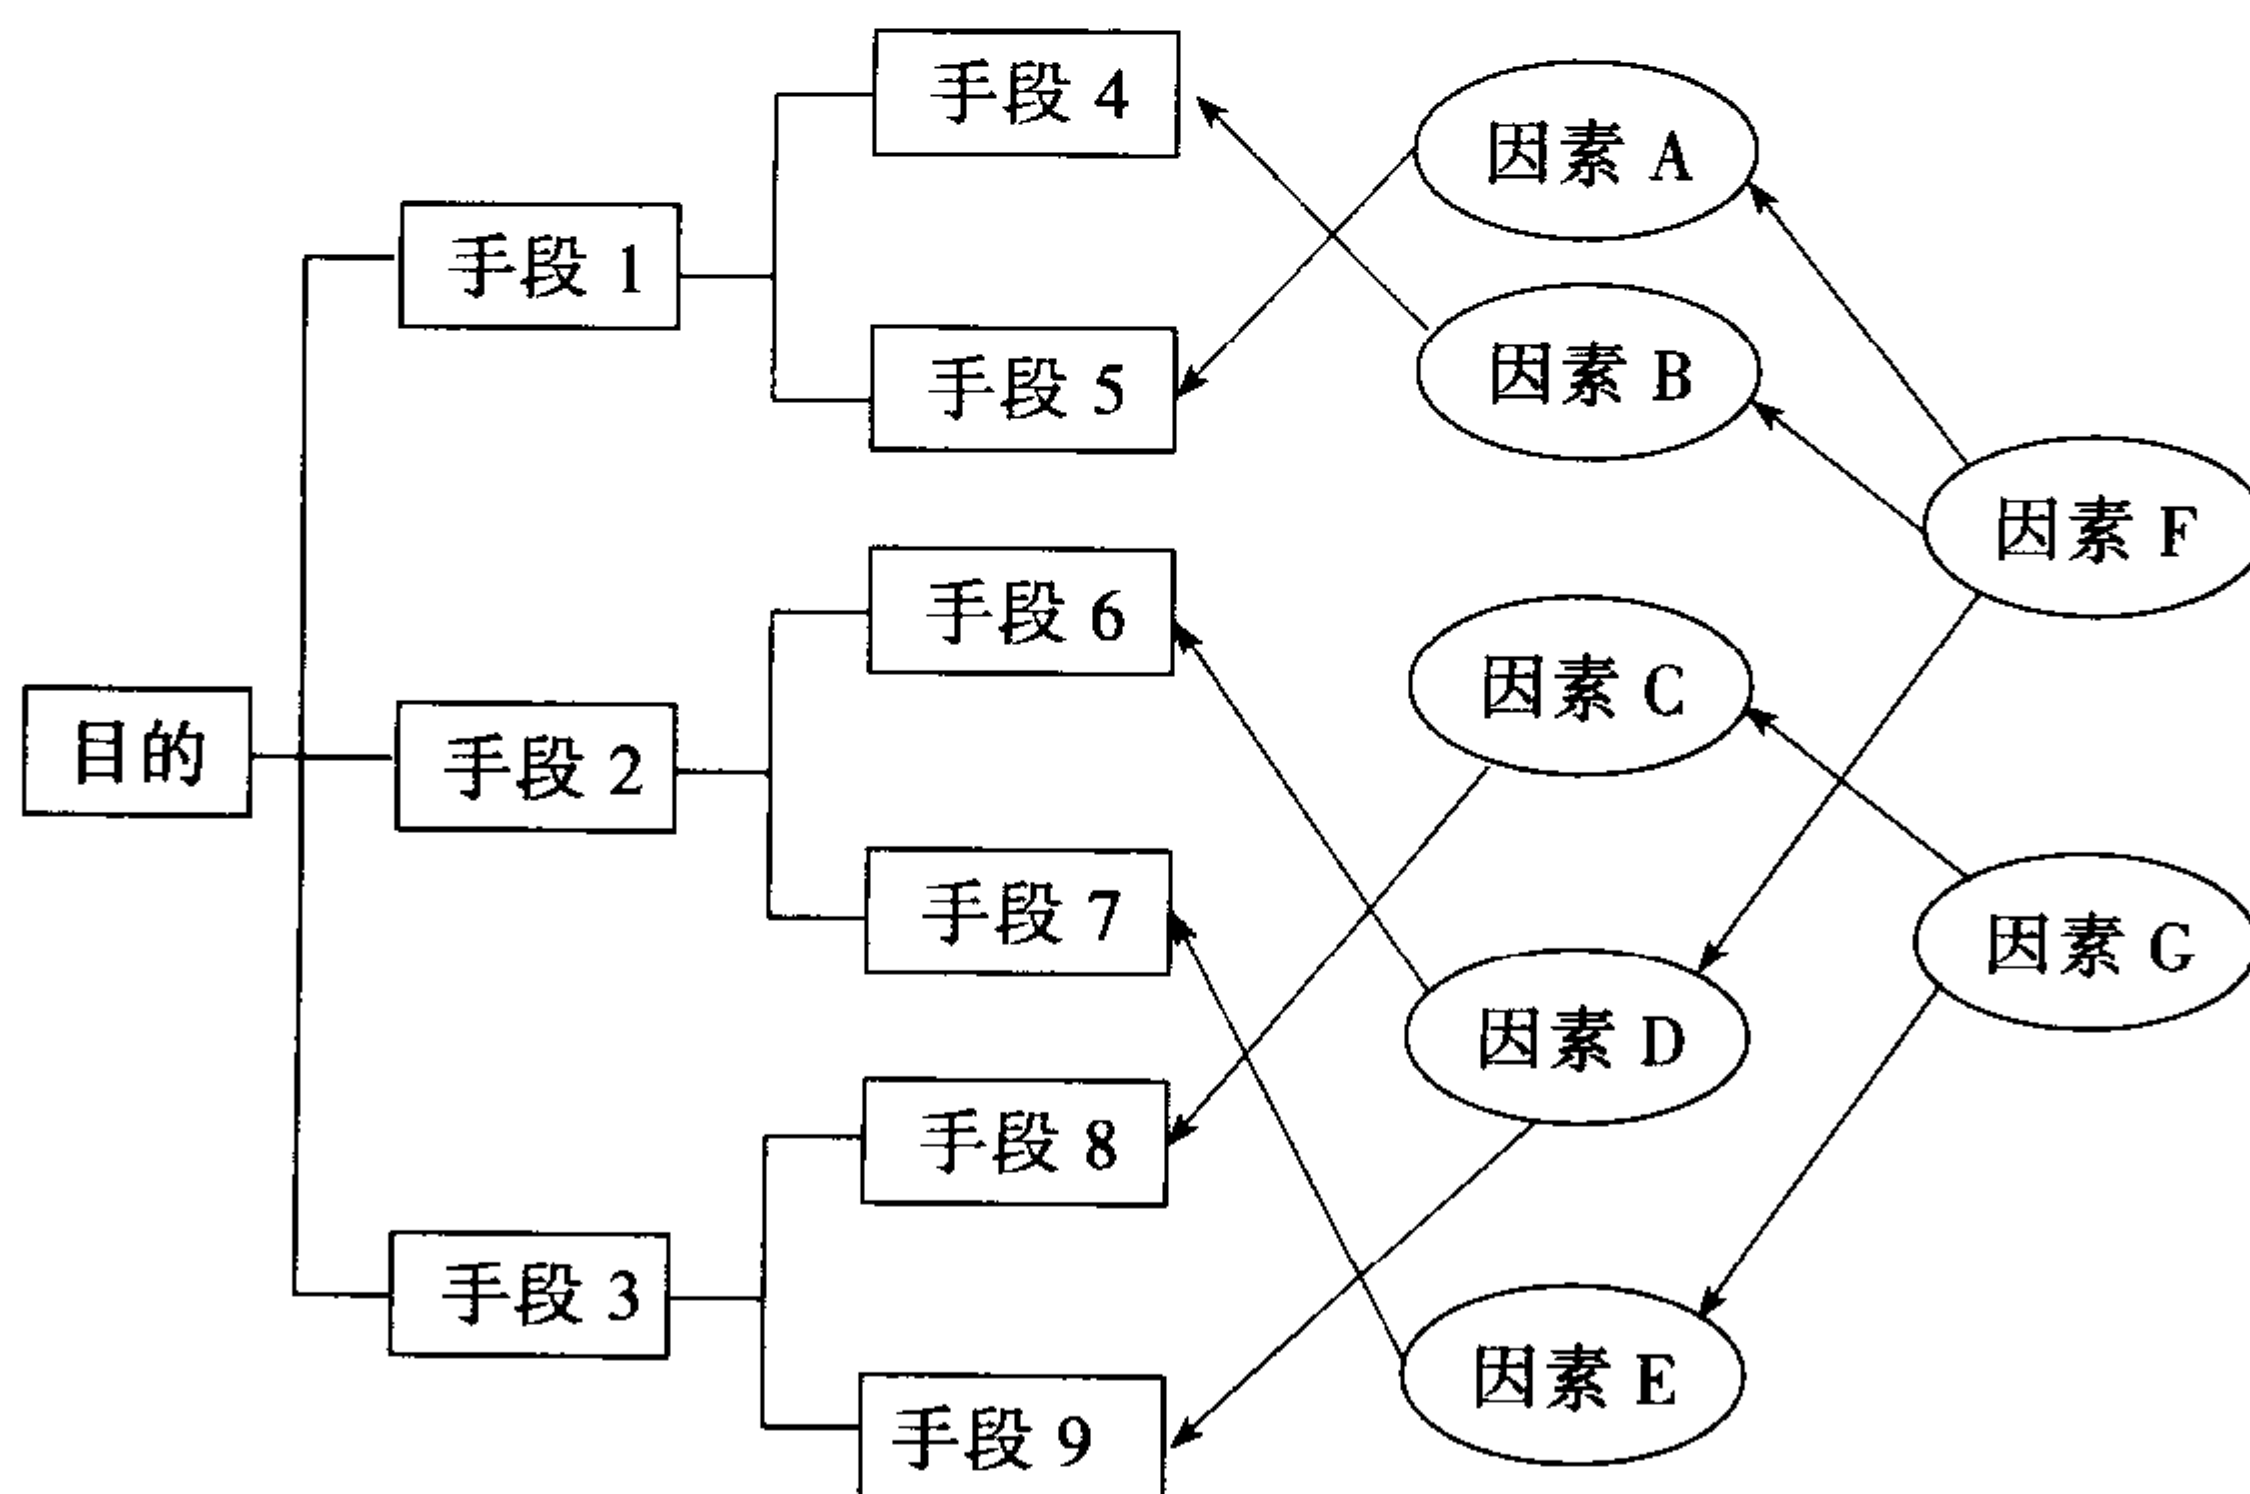 目的
手段 1
手段 2
手段 3
手段 4
手段 5
手段 6
手段 7
手段 8
手段 9
因素 A
因素 B
因素 C
因素 D
因素 E
因素 F
因素 G